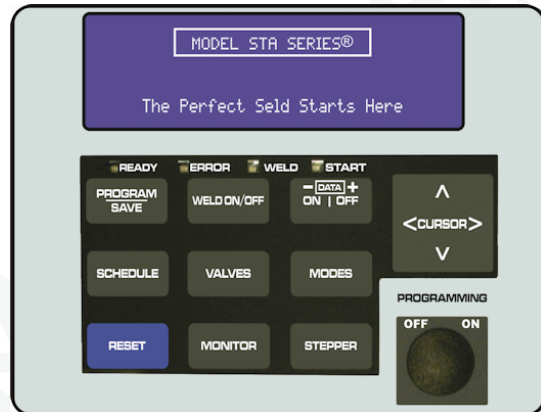 MODEL STA SERIES®
The Perfect Seld Starts Here
READY ERROR WELD START
PROGRAM
SAVE
WELD ON/OFF
– DATA +
ON | OFF
∧
<CURSOR>
∨
SCHEDULE
VALVES
MODES
PROGRAMMING
OFF ON
RESET
MONITOR
STEPPER